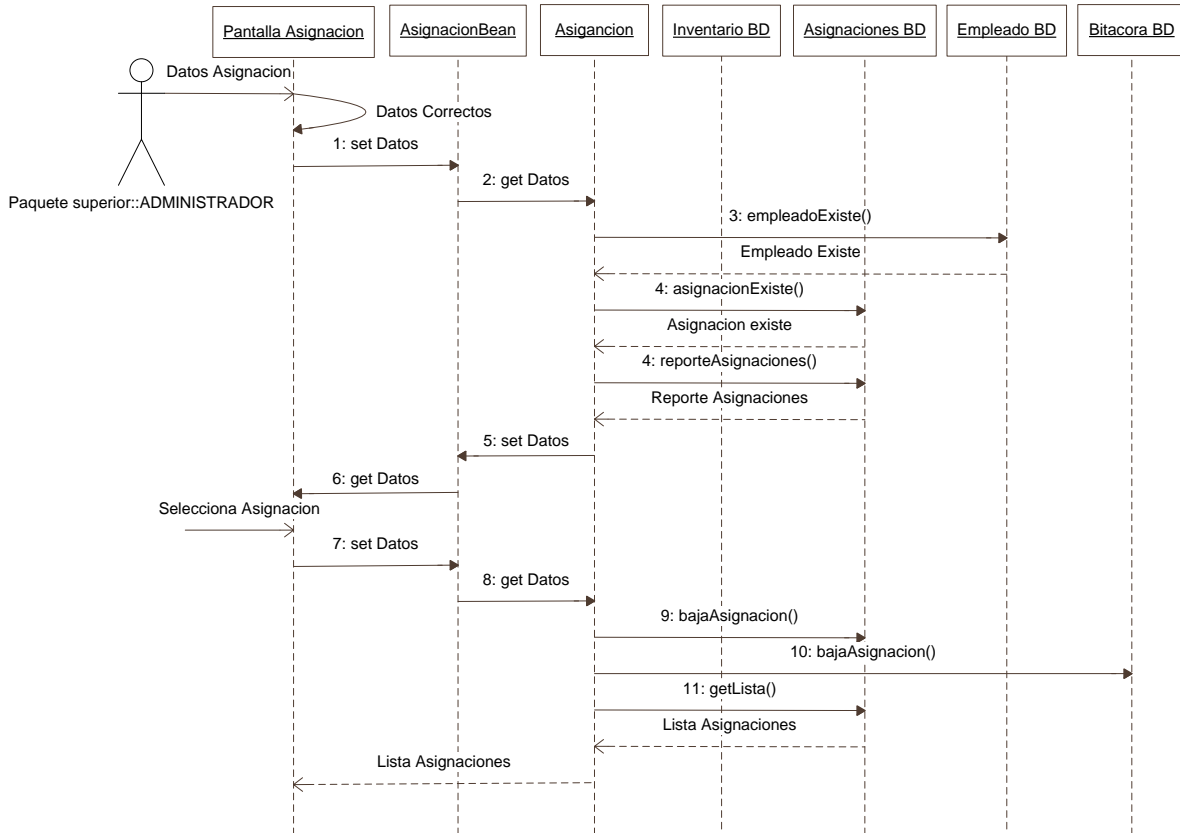 Pantalla Asignacion
AsignacionBean
Asigancion
Inventario BD
Asignaciones BD
Empleado BD
Bitacora BD
Datos Asignacion
Datos Correctos
1: set Datos
2: get Datos
Paquete superior::ADMINISTRADOR
3: empleadoExiste()
Empleado Existe
4: asignacionExiste()
Asignacion existe
4: reporteAsignaciones()
Reporte Asignaciones
5: set Datos
6: get Datos
Selecciona Asignacion
7: set Datos
8: get Datos
9: bajaAsignacion()
10: bajaAsignacion()
11: getLista()
Lista Asignaciones
Lista Asignaciones